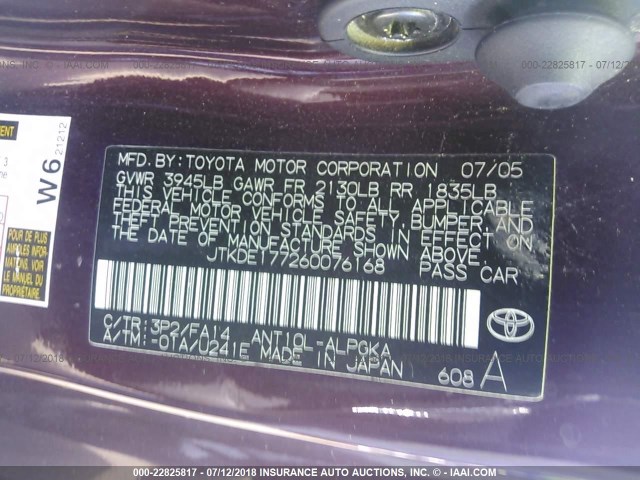 MFD. BY: TOYOTA MOTOR CORPORATION 07/05
GVWR 3945LB GAWR FR 2130LB RR 1835LB
THIS VEHICLE CONFORMS TO ALL APPLICABLE
FEDERAL MOTOR VEHICLE SAFETY, BUMPER AND
THEFT PREVENTION STANDARDS IN EFFECT ON
THE DATE OF MANUFACTURE SHOWN ABOVE.
JTKDE177260076168 PASS CAR
C/TR: 3P2/FA14 ANT10L-ALPGKA
A/TM: -01A/U241E MADE IN JAPAN 608 A
W6
21212
000-22825817 - 07/12/2018 INSURANCE AUTO AUCTIONS, INC. - © - IAAI.COM